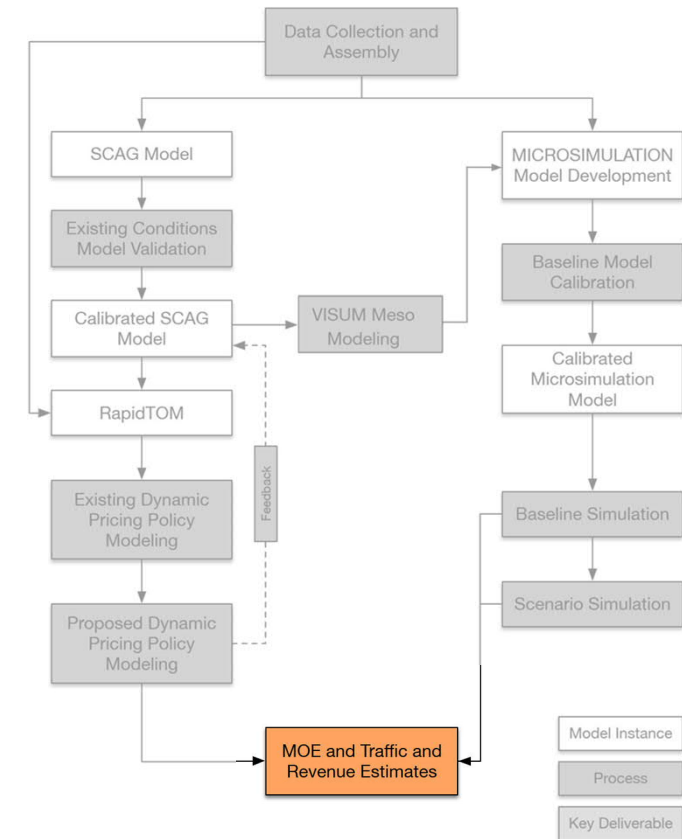 Data Collection and
Assembly
SCAG Model
MICROSIMULATION
Model Development
Existing Conditions
Model Validation
Baseline Model
Calibration
Calibrated SCAG
Model
VISUM Meso
Modeling
Calibrated
Microsimulation
Model
RapidTOM
Feedback
Existing Dynamic
Pricing Policy
Modeling
Baseline Simulation
Proposed Dynamic
Pricing Policy
Modeling
Scenario Simulation
MOE and Traffic and
Revenue Estimates
Model Instance
Process
Key Deliverable